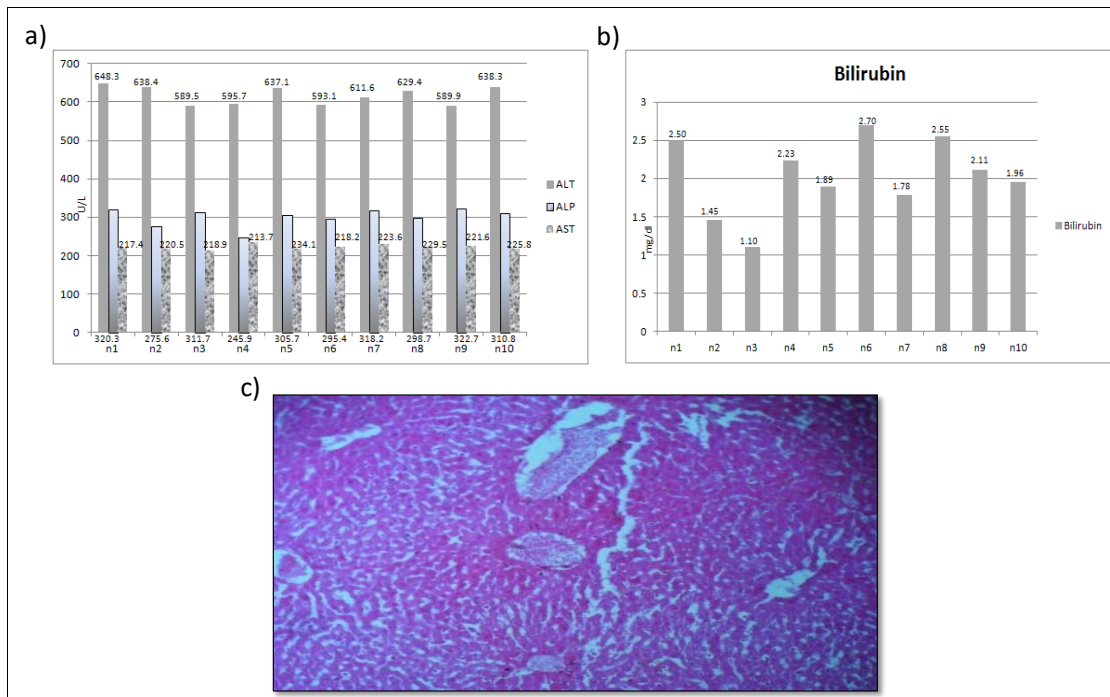 a)
700
600
500
400
300
200
100
0
U/L
648.3 638.4 589.5 595.7 637.1 593.1 611.6 629.4 589.9 638.3
217.4 220.5 218.9 213.7 234.1 218.2 223.6 229.5 221.6 225.8
320.3 275.6 311.7 245.9 305.7 295.4 318.2 298.7 322.7 310.8
n1 n2 n3 n4 n5 n6 n7 n8 n9 n10
ALT
ALP
AST
b)
Bilirubin
3
2.5
2
1.5
1
0.5
0
mg/dl
2.50 1.45 1.10 2.23 1.89 2.70 1.78 2.55 2.11 1.96
n1 n2 n3 n4 n5 n6 n7 n8 n9 n10
Bilirubin
c)